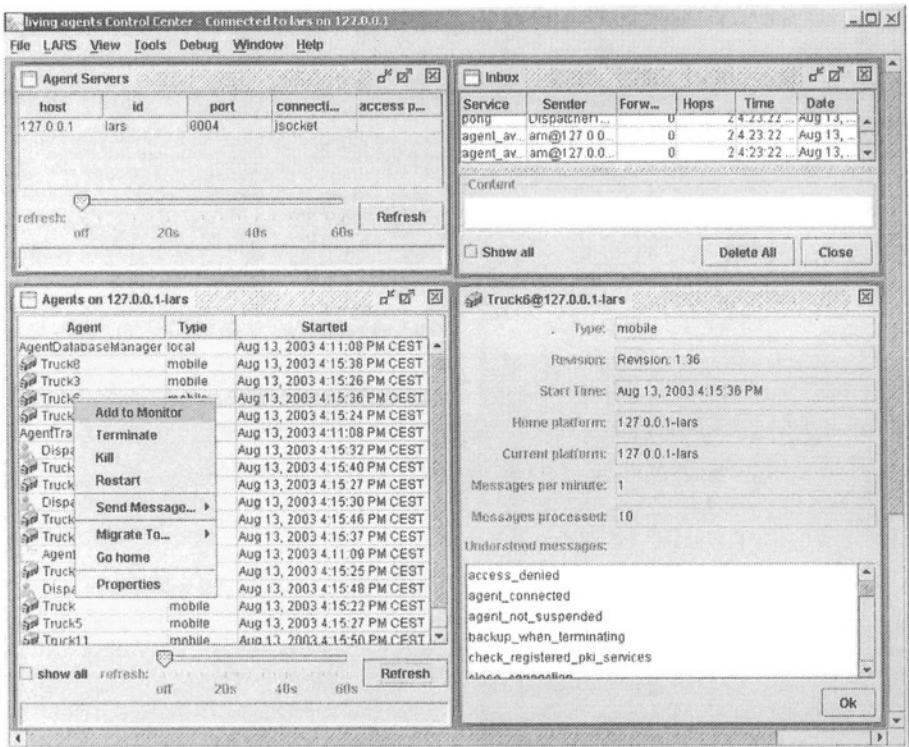 living agents Control Center - Connected to lars on 127.0.0.1
File LARS View Tools Debug Window Help
Agent Servers
host id port connecti... access p...
127.0.0.1 lars 8004 jsocket
refresh:
off 20s 40s 60s
Refresh
Inbox
Service Sender Forw... Hops Time Date
pong Dispatcher1... 0 2 4:23:22 ... Aug 13, ...
agent_av... am@127.0.0... 0 2 4:23:22 ... Aug 13, ...
agent_av... am@127.0.0... 0 2 4:23:22 ... Aug 13, ...
Content
Show all Delete All Close
Agents on 127.0.0.1-lars
Agent Type Started
AgentDatabaseManager local Aug 13, 2003 4:11:08 PM CEST
Truck8 mobile Aug 13, 2003 4:15:38 PM CEST
Truck3 mobile Aug 13, 2003 4:15:26 PM CEST
Truck6 mobile Aug 13, 2003 4:15:36 PM CEST
Truck Aug 13, 2003 4:15:24 PM CEST
AgentTra Aug 13, 2003 4:11:08 PM CEST
Dispa Aug 13, 2003 4:15:32 PM CEST
Truck Aug 13, 2003 4:15:40 PM CEST
Truck Aug 13, 2003 4:15:27 PM CEST
Dispa Aug 13, 2003 4:15:30 PM CEST
Truck Aug 13, 2003 4:15:46 PM CEST
Truck Aug 13, 2003 4:15:37 PM CEST
Agent Aug 13, 2003 4:11:09 PM CEST
Truck Aug 13, 2003 4:15:25 PM CEST
Dispa Aug 13, 2003 4:15:48 PM CEST
Truck mobile Aug 13, 2003 4:15:22 PM CEST
Truck5 mobile Aug 13, 2003 4:15:27 PM CEST
Truck11 mobile Aug 13, 2003 4:15:50 PM CEST
Add to Monitor
Terminate
Kill
Restart
Send Message...
Migrate To...
Go home
Properties
show all refresh:
off 20s 40s 60s
Refresh
Truck6@127.0.0.1-lars
Type: mobile
Revision: Revision: 1.36
Start Time: Aug 13, 2003 4:15:36 PM
Home platform: 127.0.0.1-lars
Current platform: 127.0.0.1-lars
Messages per minute: 1
Messages processed: 10
Understood messages:
access_denied
agent_connected
agent_not_suspended
backup_when_terminating
check_registered_pki_services
Ok